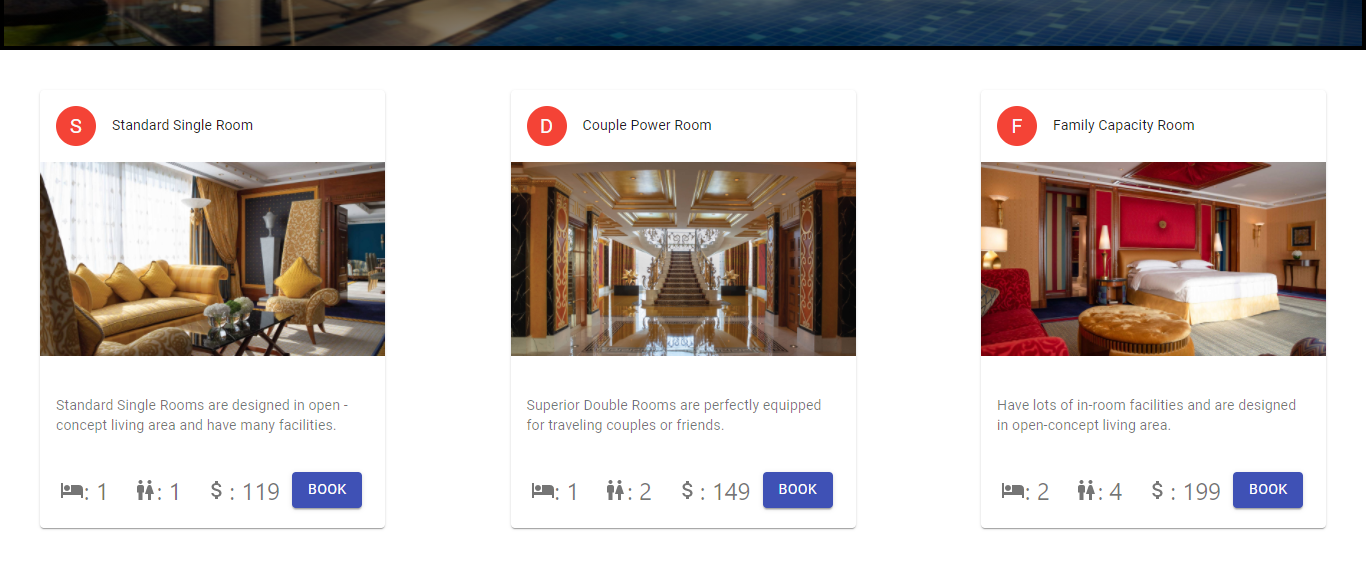 S Standard Single Room
Standard Single Rooms are designed in open -
concept living area and have many facilities.
: 1 : 1 $ : 119 BOOK
D Couple Power Room
Superior Double Rooms are perfectly equipped
for traveling couples or friends.
: 1 : 2 $ : 149 BOOK
F Family Capacity Room
Have lots of in-room facilities and are designed
in open-concept living area.
: 2 : 4 $ : 199 BOOK